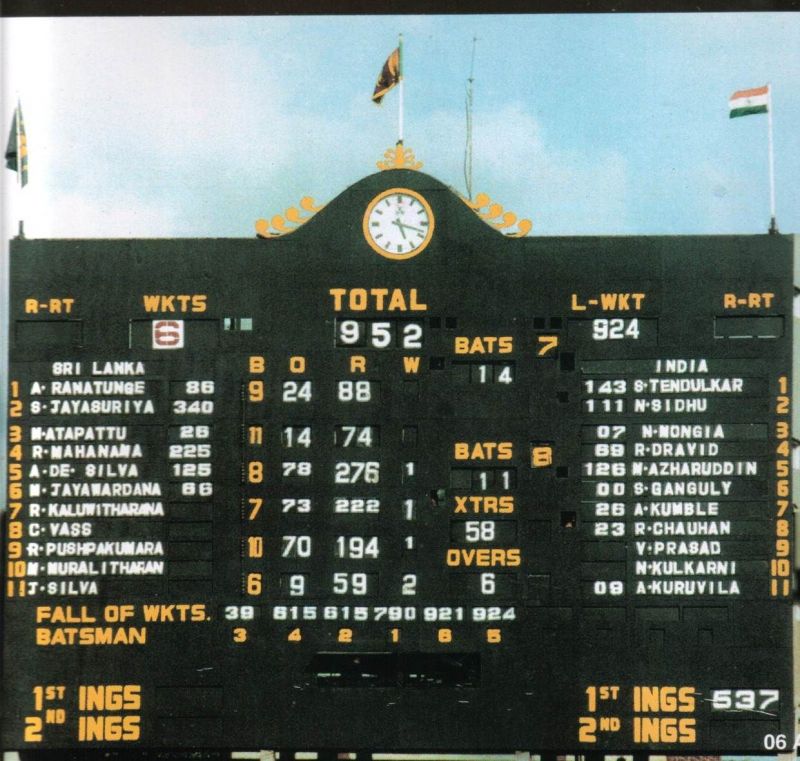 R-RT WKTS TOTAL L-WKT R-RT
6 952 924
BATS 7
14
SRI LANKA B O R W INDIA
1 A·RANATUNGE 86 9 24 88 143 S·TENDULKAR 1
2 S·JAYASURIYA 340 111 N·SIDHU 2
3 M·ATAPATTU 26 11 14 74 07 N·MONGIA 3
4 R·MAHANAMA 225 BATS 8 69 R·DRAVID 4
5 A·DE·SILVA 125 8 78 276 1 11 126 M·AZHARUDDIN 5
6 M·JAYAWARDANA 66 00 S·GANGULY 6
7 R·KALUWITHARANA 7 73 222 1 XTRS 26 A·KUMBLE 7
8 C·VASS 58 23 R·CHAUHAN 8
9 R·PUSHPAKUMARA 10 70 194 1 OVERS V·PRASAD 9
10 M·MURALITHARAN N·KULKARNI 10
11 J·SILVA 6 9 59 2 6 09 A·KURUVILA 11
FALL OF WKTS. 39 615 615 790 921 924
BATSMAN 3 4 2 1 6 5
1ST INGS 1ST INGS 537
2ND INGS 2ND INGS
06 A